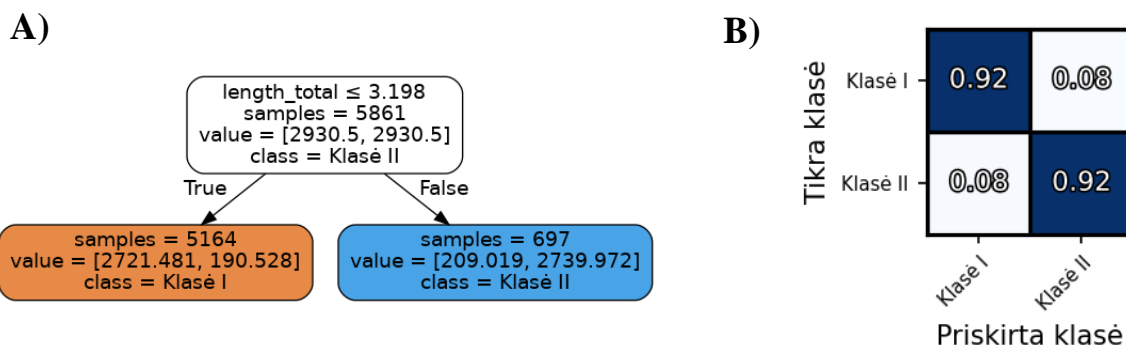 A)
length_total ≤ 3.198
samples = 5861
value = [2930.5, 2930.5]
class = Klasė II
True
False
samples = 5164
value = [2721.481, 190.528]
class = Klasė I
samples = 697
value = [209.019, 2739.972]
class = Klasė II
B)
Tikra klasė
Klasė I
0.92
0.08
Klasė II
0.08
0.92
Klasė I
Klasė II
Priskirta klasė